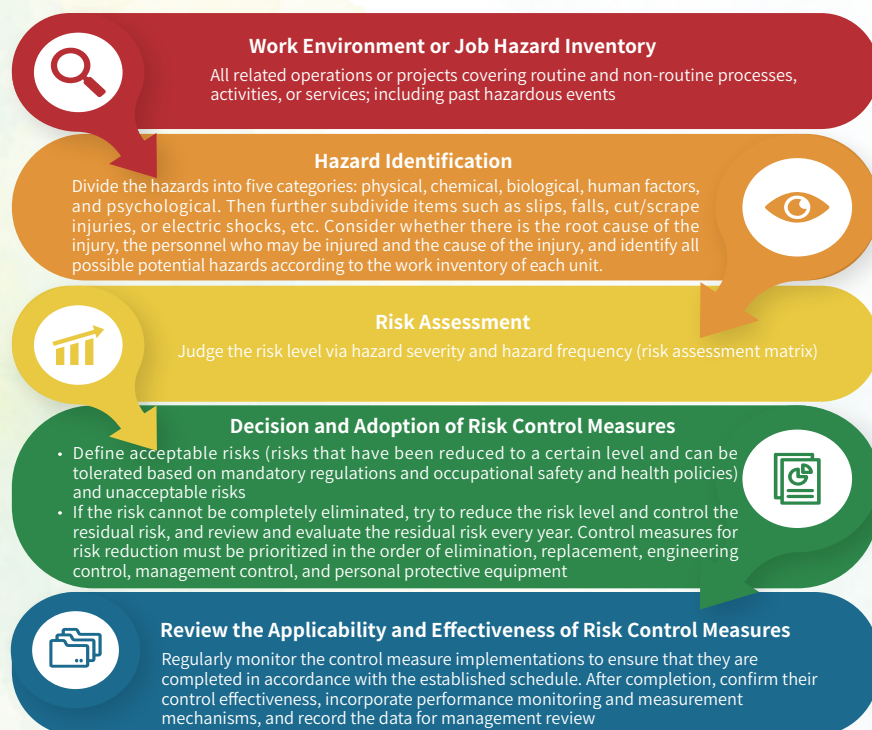 Work Environment or Job Hazard Inventory
All related operations or projects covering routine and non-routine processes,
activities, or services; including past hazardous events
Hazard Identification
Divide the hazards into five categories: physical, chemical, biological, human factors,
and psychological. Then further subdivide items such as slips, falls, cut/scrape
injuries, or electric shocks, etc. Consider whether there is the root cause of the
injury, the personnel who may be injured and the cause of the injury, and identify all
possible potential hazards according to the work inventory of each unit.
Risk Assessment
Judge the risk level via hazard severity and hazard frequency (risk assessment matrix)
Decision and Adoption of Risk Control Measures
• Define acceptable risks (risks that have been reduced to a certain level and can be
tolerated based on mandatory regulations and occupational safety and health policies)
and unacceptable risks
• If the risk cannot be completely eliminated, try to reduce the risk level and control the
residual risk, and review and evaluate the residual risk every year. Control measures for
risk reduction must be prioritized in the order of elimination, replacement, engineering
control, management control, and personal protective equipment
Review the Applicability and Effectiveness of Risk Control Measures
Regularly monitor the control measure implementations to ensure that they are
completed in accordance with the established schedule. After completion, confirm their
control effectiveness, incorporate performance monitoring and measurement
mechanisms, and record the data for management review